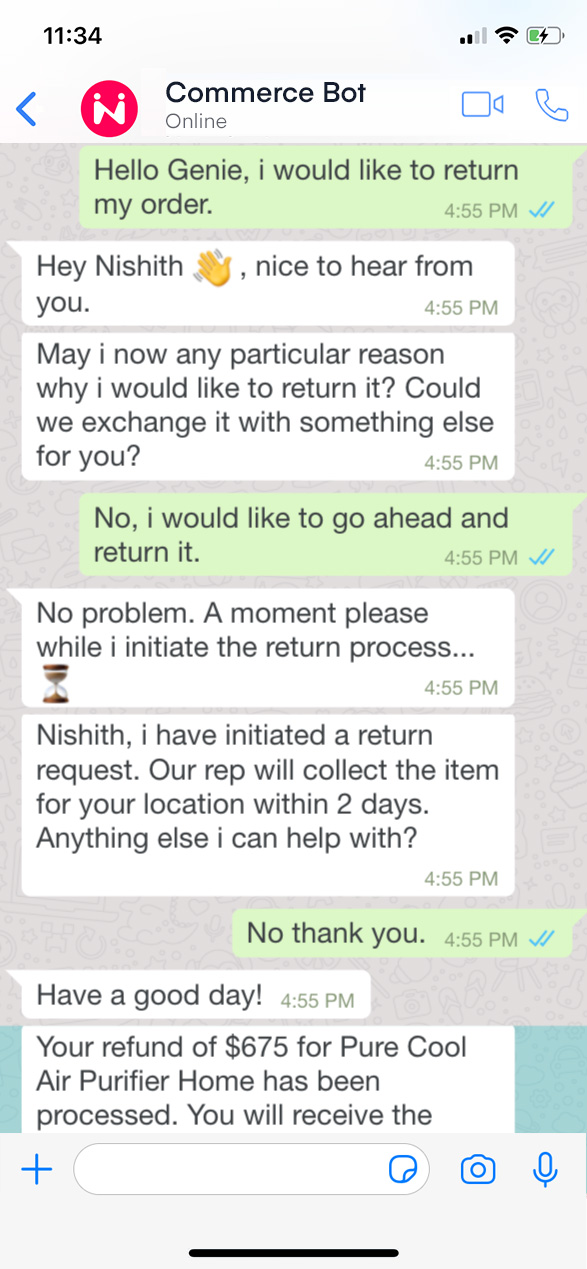 11:34
Commerce Bot
Online
Hello Genie, i would like to return
my order.
4:55 PM
Hey Nishith 👋 , nice to hear from
you.
4:55 PM
May i now any particular reason
why i would like to return it? Could
we exchange it with something else
for you?
4:55 PM
No, i would like to go ahead and
return it.
4:55 PM
No problem. A moment please
while i initiate the return process...
⌛
4:55 PM
Nishith, i have initiated a return
request. Our rep will collect the item
for your location within 2 days.
Anything else i can help with?
4:55 PM
No thank you. 4:55 PM
Have a good day! 4:55 PM
Your refund of $675 for Pure Cool
Air Purifier Home has been
processed. You will receive the